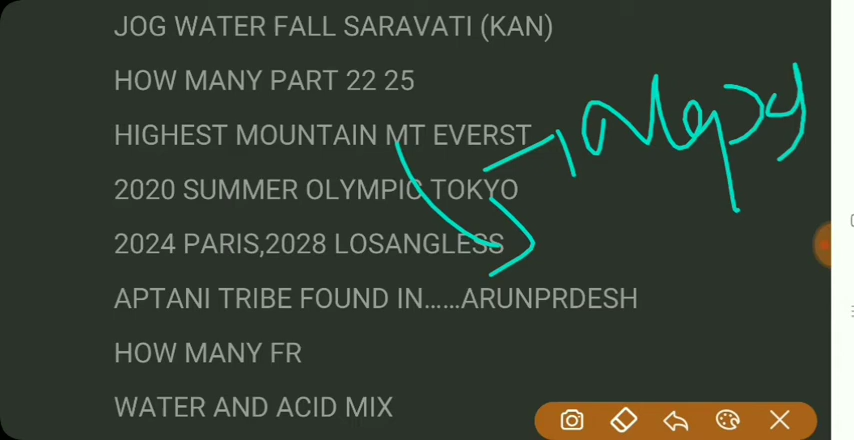 JOG WATER FALL SARAVATI (KAN)
HOW MANY PART 22 25
HIGHEST MOUNTAIN MT EVERST
2020 SUMMER OLYMPIC TOKYO
2024 PARIS,2028 LOSANGLESS
APTANI TRIBE FOUND IN……ARUNPRDESH
HOW MANY FR
WATER AND ACID MIX